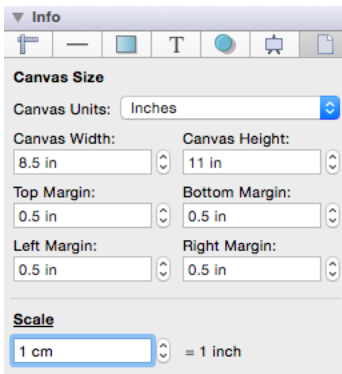 Info
T
Canvas Size
Canvas Units: Inches
Canvas Width: Canvas Height:
8.5 in 11 in
Top Margin: Bottom Margin:
0.5 in 0.5 in
Left Margin: Right Margin:
0.5 in 0.5 in
Scale
1 cm = 1 inch